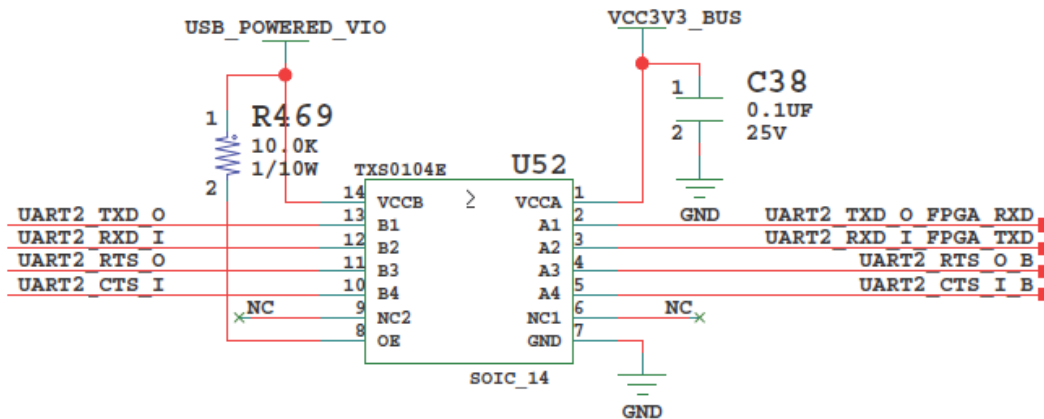 USB_POWERED_VIO
VCC3V3_BUS
1
R469
10.0K
1/10W
2
1
C38
0.1UF
25V
2
GND
TXS0104E
U52
≥
14 VCCB VCCA 1
UART2_TXD_O 13 B1 A1 2 UART2_TXD_O_FPGA_RXD
UART2_RXD_I 12 B2 A2 3 UART2_RXD_I_FPGA_TXD
UART2_RTS_O 11 B3 A3 4 UART2_RTS_O_B
UART2_CTS_I 10 B4 A4 5 UART2_CTS_I_B
NC 9 NC2 NC1 6 NC
8 OE GND 7
SOIC_14
GND